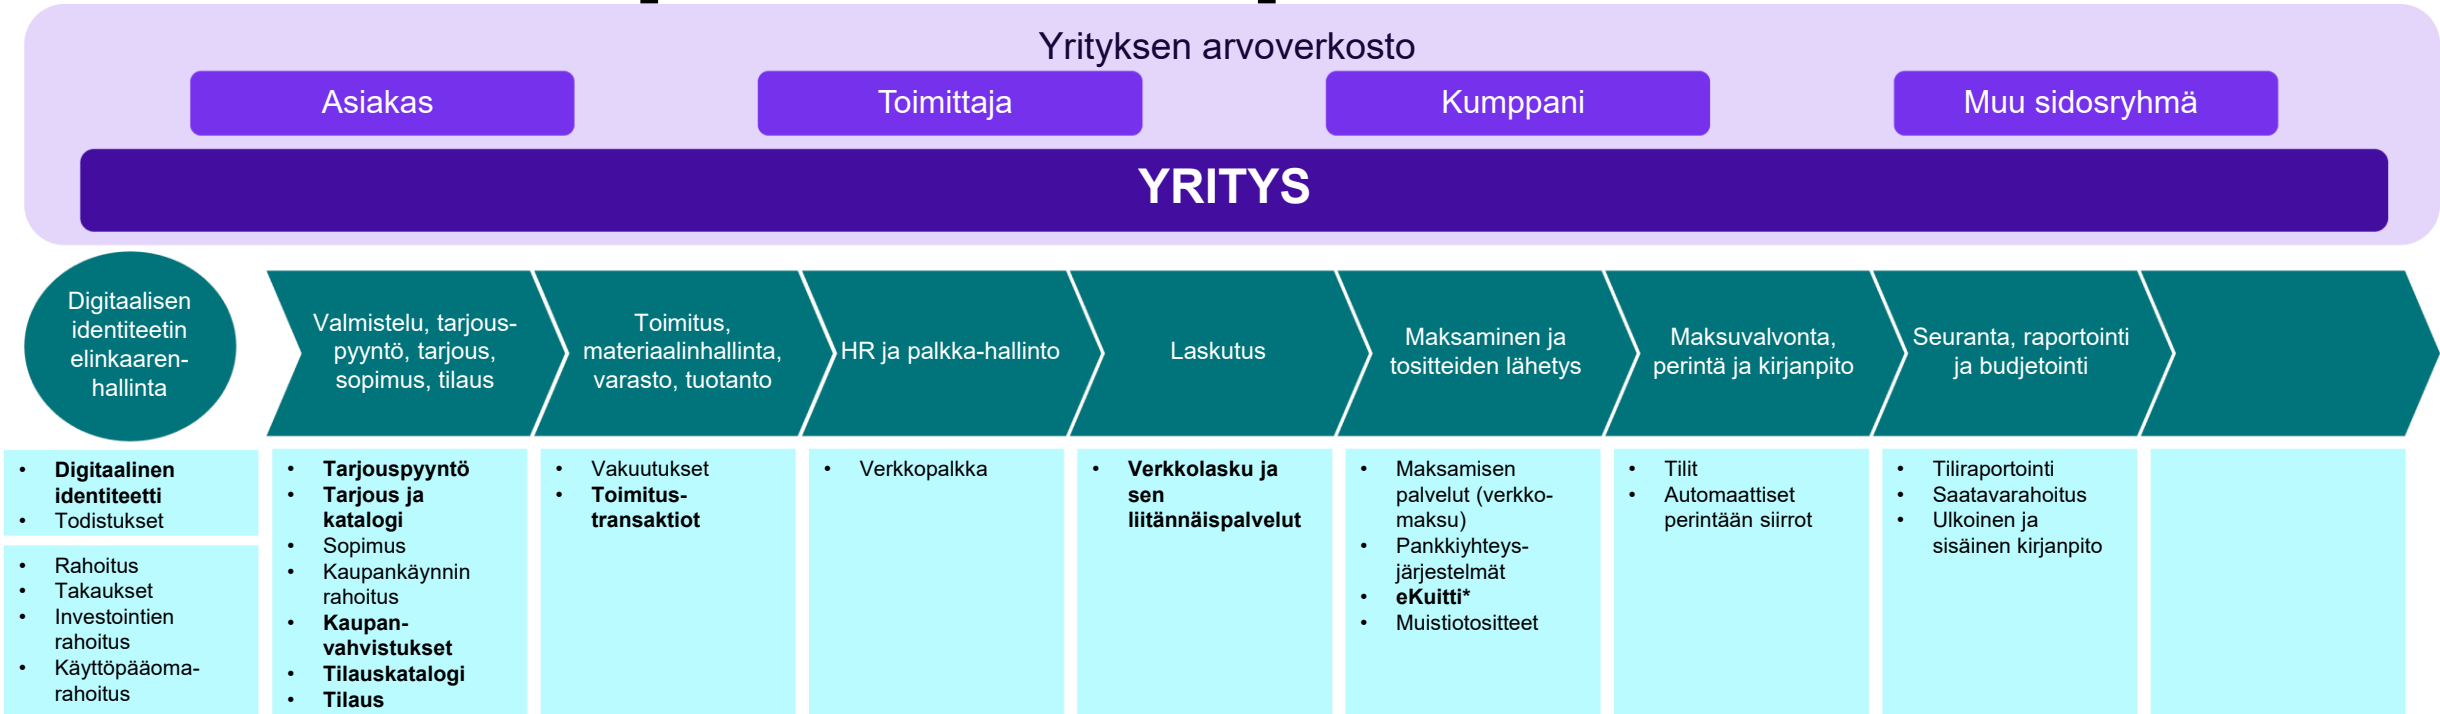 Yrityksen arvoverkosto
Asiakas
Toimittaja
Kumppani
Muu sidosryhmä
YRITYS
Digitaalisen
identiteetin
elinkaaren-
hallinta
Valmistelu, tarjous-
pyyntö, tarjous,
sopimus, tilaus
Toimitus,
materiaalinhallinta,
varasto, tuotanto
HR ja palkka-hallinto
Laskutus
Maksaminen ja
tositteiden lähetys
Maksuvalvonta,
perintä ja kirjanpito
Seuranta, raportointi
ja budjetointi
• Digitaalinen
identiteetti
• Todistukset
• Rahoitus
• Takaukset
• Investointien
rahoitus
• Käyttöpääoma-
rahoitus
• Tarjouspyyntö
• Tarjous ja
katalogi
• Sopimus
• Kaupankäynnin
rahoitus
• Kaupan-
vahvistukset
• Tilauskatalogi
• Tilaus
• Vakuutukset
• Toimitus-
transaktiot
• Verkkopalkka
• Verkkolasku ja
sen
liitännäispalvelut
• Maksamisen
palvelut (verkko-
maksu)
• Pankkiyhteys-
järjestelmät
• eKuitti*
• Muistiotositteet
• Tilit
• Automaattiset
perintään siirrot
• Tiliraportointi
• Saatavarahoitus
• Ulkoinen ja
sisäinen kirjanpito